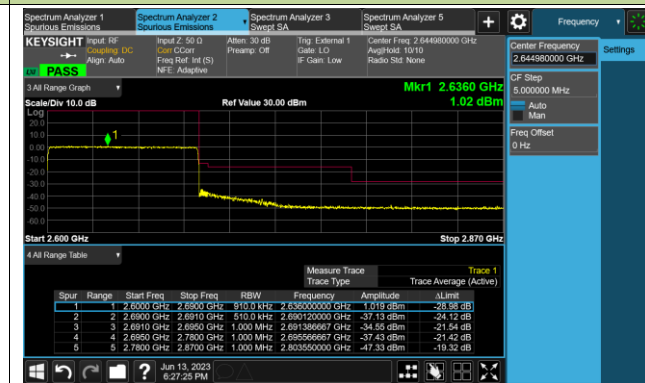 Spectrum Analyzer 1
Spurious Emissions
Spectrum Analyzer 2
Spurious Emissions
Spectrum Analyzer 3
Swept SA
Spectrum Analyzer 5
Swept SA
+
Frequency
KEYSIGHT
Input: RF
Coupling: DC
Align: Auto
Input Z: 50 Ω
Corr CCorr
Freq Ref: Int (S)
NFE: Adaptive
Atten: 30 dB
Preamp: Off
Trig: External 1
Gate: LO
IF Gain: Low
Center Freq: 2.644980000 GHz
Avg|Hold: 10/10
Radio Std: None
LW PASS
Center Frequency
2.644980000 GHz
Settings
CF Step
5.000000 MHz
Auto
Man
Freq Offset
0 Hz
3 All Range Graph
Mkr1 2.6360 GHz
1.02 dBm
Scale/Div 10.0 dB
Ref Value 30.00 dBm
Log
20.0
10.0
0.00
-10.0
-20.0
-30.0
-40.0
-50.0
-60.0
1
Start 2.600 GHz
Stop 2.870 GHz
4 All Range Table
Measure Trace Trace 1
Trace Type Trace Average (Active)
Spur Range Start Freq Stop Freq RBW Frequency Amplitude ΔLimit
1 1 2.6000 GHz 2.6900 GHz 910.0 kHz 2.636000000 GHz 1.019 dBm -28.98 dB
2 2 2.6900 GHz 2.6910 GHz 510.0 kHz 2.690120000 GHz -37.13 dBm -24.12 dB
3 3 2.6910 GHz 2.6950 GHz 1.000 MHz 2.691386667 GHz -34.55 dBm -21.54 dB
4 4 2.6950 GHz 2.7800 GHz 1.000 MHz 2.695566667 GHz -37.43 dBm -21.42 dB
5 5 2.7800 GHz 2.8700 GHz 1.000 MHz 2.803550000 GHz -47.33 dBm -19.32 dB
?
Jun 13, 2023
6:27:25 PM